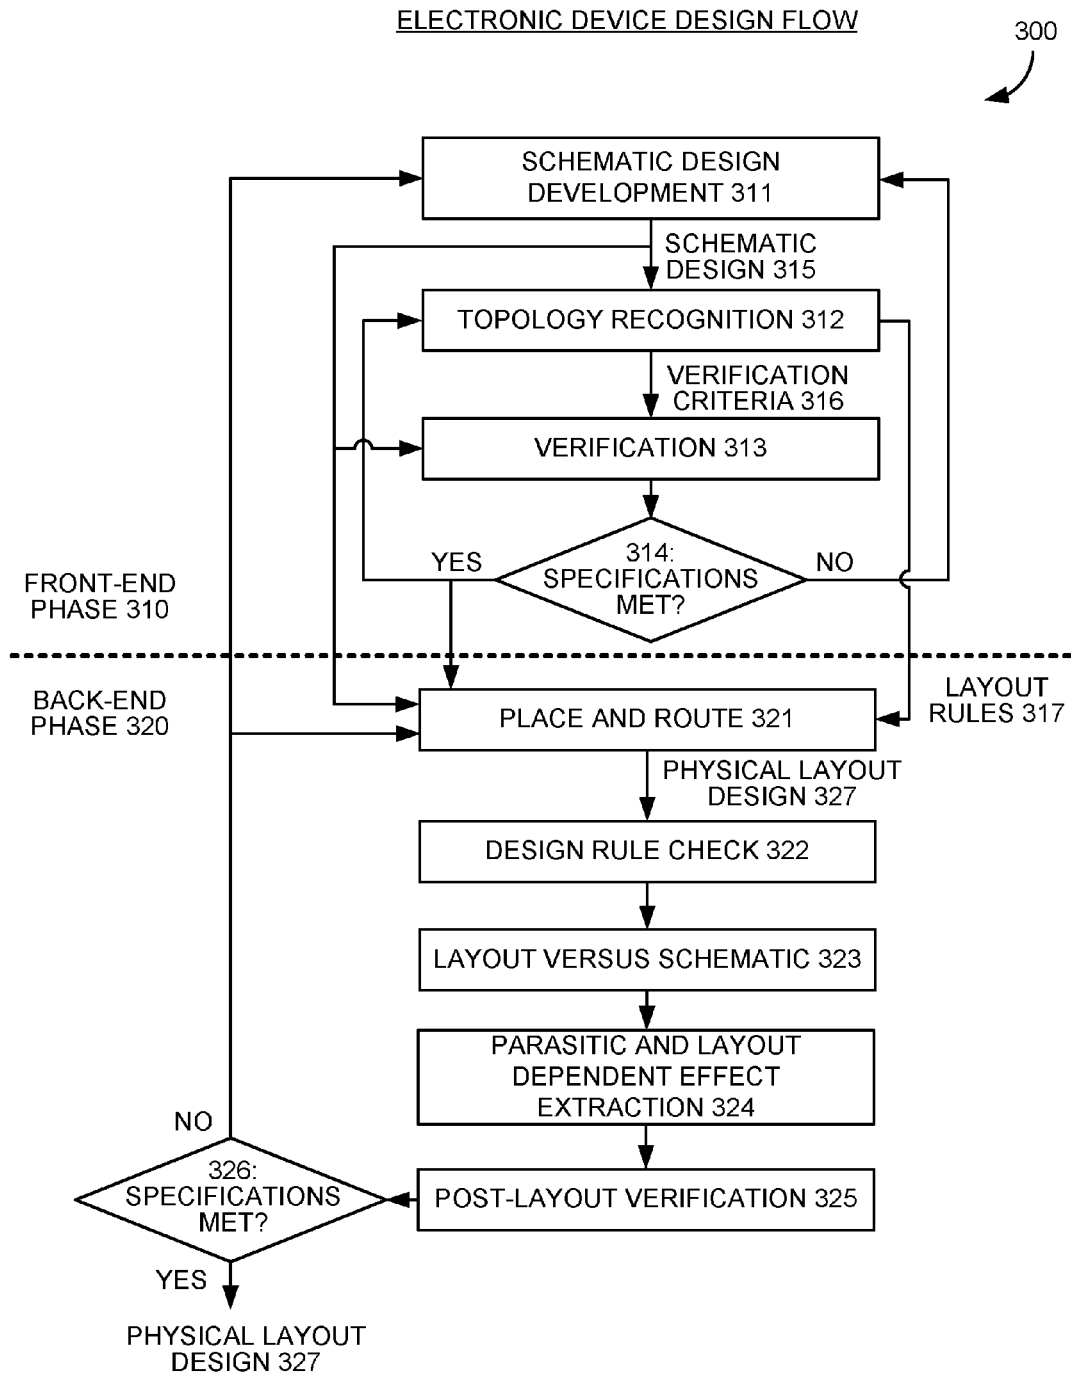 ELECTRONIC DEVICE DESIGN FLOW
300
SCHEMATIC DESIGN
DEVELOPMENT 311
SCHEMATIC
DESIGN 315
TOPOLOGY RECOGNITION 312
VERIFICATION
CRITERIA 316
VERIFICATION 313
YES
314:
SPECIFICATIONS
MET?
NO
FRONT-END
PHASE 310
BACK-END
PHASE 320
LAYOUT
RULES 317
PLACE AND ROUTE 321
PHYSICAL LAYOUT
DESIGN 327
DESIGN RULE CHECK 322
LAYOUT VERSUS SCHEMATIC 323
PARASITIC AND LAYOUT
DEPENDENT EFFECT
EXTRACTION 324
NO
326:
SPECIFICATIONS
MET?
POST-LAYOUT VERIFICATION 325
YES
PHYSICAL LAYOUT
DESIGN 327